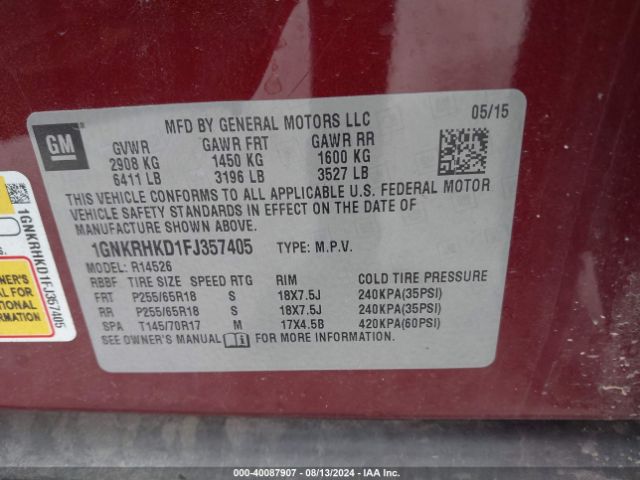 GM
MFD BY GENERAL MOTORS LLC 05/15
GVWR GAWR FRT GAWR RR
2908 KG 1450 KG 1600 KG
6411 LB 3196 LB 3527 LB
THIS VEHICLE CONFORMS TO ALL APPLICABLE U.S. FEDERAL MOTOR
VEHICLE SAFETY STANDARDS IN EFFECT ON THE DATE OF
MANUFACTURE SHOWN ABOVE.
1GNKRHKD1FJ357405 TYPE: M.P.V.
MODEL: R14526
RBBF TIRE SIZE SPEED RTG RIM COLD TIRE PRESSURE
FRT P255/65R18 S 18X7.5J 240KPA(35PSI)
RR P255/65R18 S 18X7.5J 240KPA(35PSI)
SPA T145/70R17 M 17X4.5B 420KPA(60PSI)
SEE OWNER'S MANUAL FOR MORE INFORMATION.
1GNKRHKD1FJ357405
OWNER'S
FOR
INFORMATION.
000-40087907 - 08/13/2024 - IAA Inc.